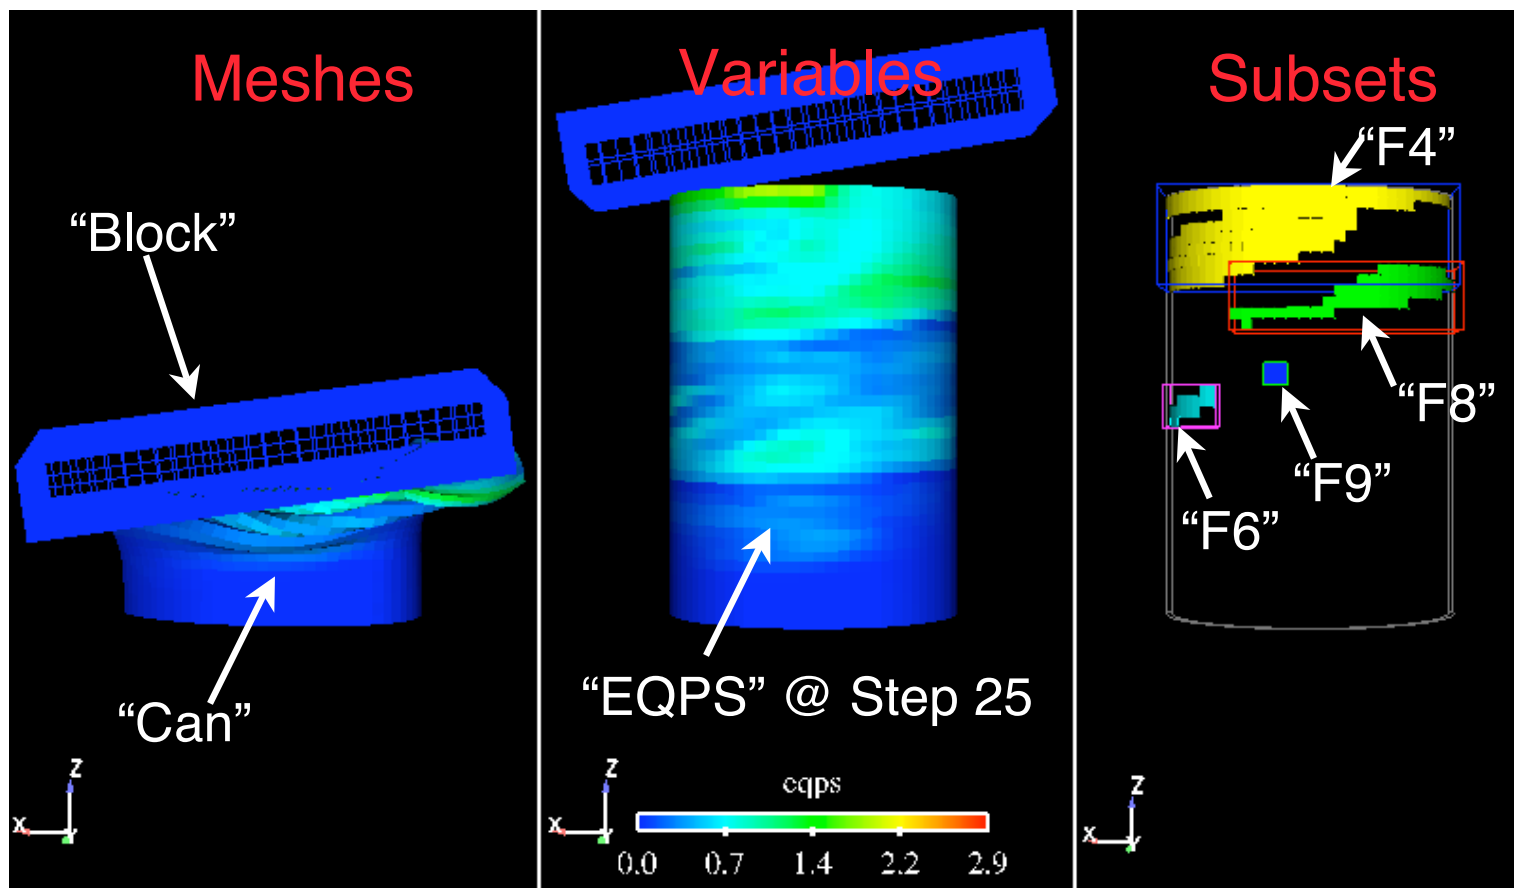 Meshes
“Block”
“Can”
Z
X
Y
Variables
“EQPS” @ Step 25
Z
X
Y
eqps
0.0 0.7 1.4 2.2 2.9
Subsets
“F4”
“F8”
“F9”
“F6”
Z
X
Y